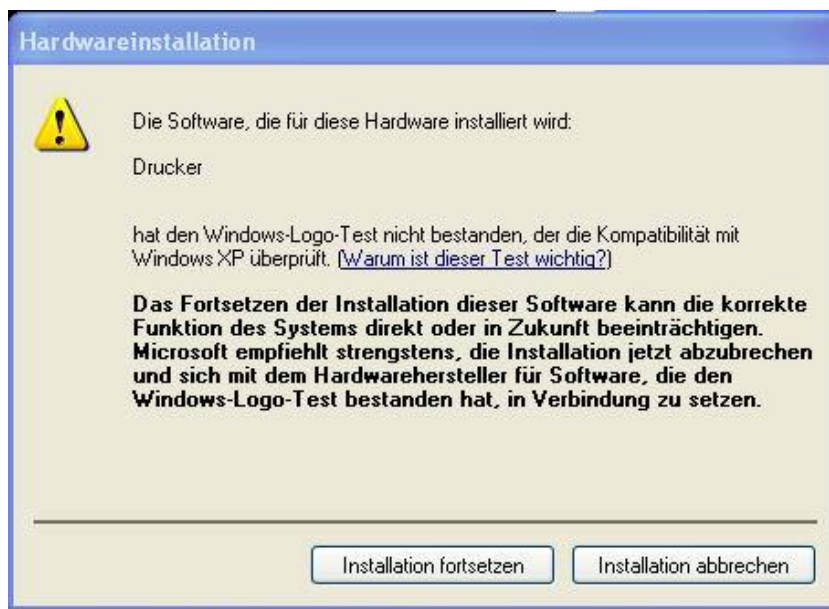 Hardwareinstallation
Die Software, die für diese Hardware installiert wird:
Drucker
hat den Windows-Logo-Test nicht bestanden, der die Kompatibilität mit
Windows XP überprüft. (Warum ist dieser Test wichtig?)
Das Fortsetzen der Installation dieser Software kann die korrekte
Funktion des Systems direkt oder in Zukunft beeinträchtigen.
Microsoft empfiehlt strengstens, die Installation jetzt abzubrechen
und sich mit dem Hardwarehersteller für Software, die den
Windows-Logo-Test bestanden hat, in Verbindung zu setzen.
Installation fortsetzen Installation abbrechen